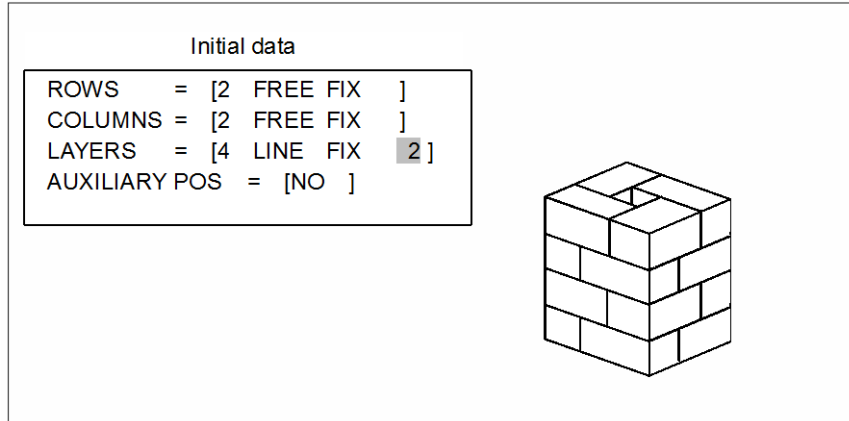 Initial data
ROWS = [2 FREE FIX ]
COLUMNS = [2 FREE FIX ]
LAYERS = [4 LINE FIX 2 ]
AUXILIARY POS = [NO ]